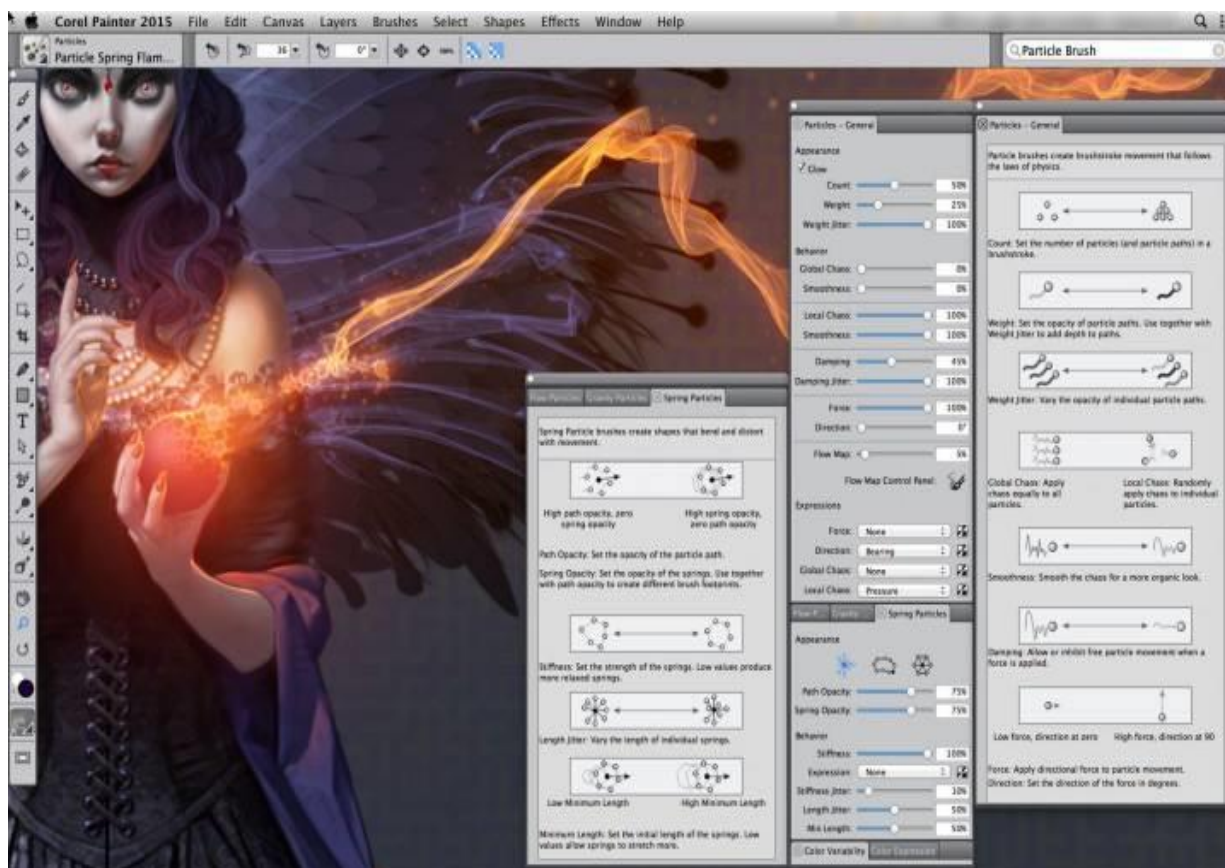 Corel Painter 2015 File Edit Canvas Layers Brushes Select Shapes Effects Window Help
Particles
Particle Spring Flam...
36
0°
Particle Brush
Particles - General
Appearance
Glow
Count: 50%
Weight: 25%
Weight Jitter: 100%
Behavior
Global Chaos: 0%
Smoothness: 0%
Local Chaos: 100%
Smoothness: 100%
Damping: 45%
Damping Jitter: 100%
Force: 100%
Direction: 0°
Flow Map: 5%
Flow Map Control Panel:
Expressions
Force: None
Direction: Bearing
Global Chaos: None
Local Chaos: Pressure
Gravity Spring Particles
Appearance
Path Opacity: 75%
Spring Opacity: 75%
Behavior
Stiffness: 100%
Expression: None
Stiffness Jitter: 10%
Length Jitter: 50%
Min Length: 50%
Color Variability Color Expression
Particles - General
Particle brushes create brushstroke movement that follows
the laws of physics.
Count: Set the number of particles (and particle paths) in a
brushstroke.
Weight: Set the opacity of particle paths. Use together with
Weight Jitter to add depth to paths.
Weight Jitter: Vary the opacity of individual particle paths.
Global Chaos: Apply
chaos equally to all
particles.
Local Chaos: Randomly
apply chaos to individual
particles.
Smoothness: Smooth the chaos for a more organic look.
Damping: Allow or inhibit free particle movement when a
force is applied.
Low force, direction at zero High force, direction at 90
Force: Apply directional force to particle movement.
Direction: Set the direction of the force in degrees.
Flow Particles Gravity Particles Spring Particles
Spring Particle brushes create shapes that bend and distort
with movement.
High path opacity, zero
spring opacity
High spring opacity,
zero path opacity
Path Opacity: Set the opacity of the particle path.
Spring Opacity: Set the opacity of the springs. Use together
with path opacity to create different brush footprints.
Stiffness: Set the strength of the springs. Low values produce
more relaxed springs.
Length Jitter: Vary the length of individual springs.
Low Minimum Length High Minimum Length
Minimum Length: Set the initial length of the springs. Low
values allow springs to stretch more.
T